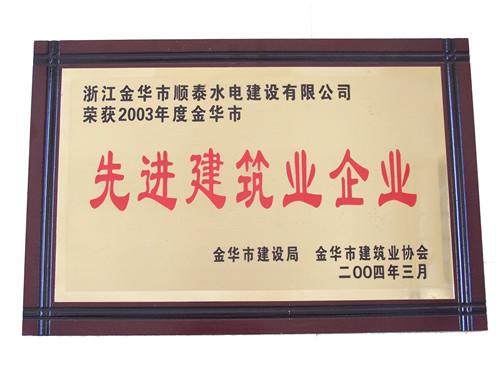 浙江金华市顺泰水电建设有限公司
荣获2003年度金华市
先进建筑业企业
金华市建设局 金华市建筑业协会
二〇〇四年三月